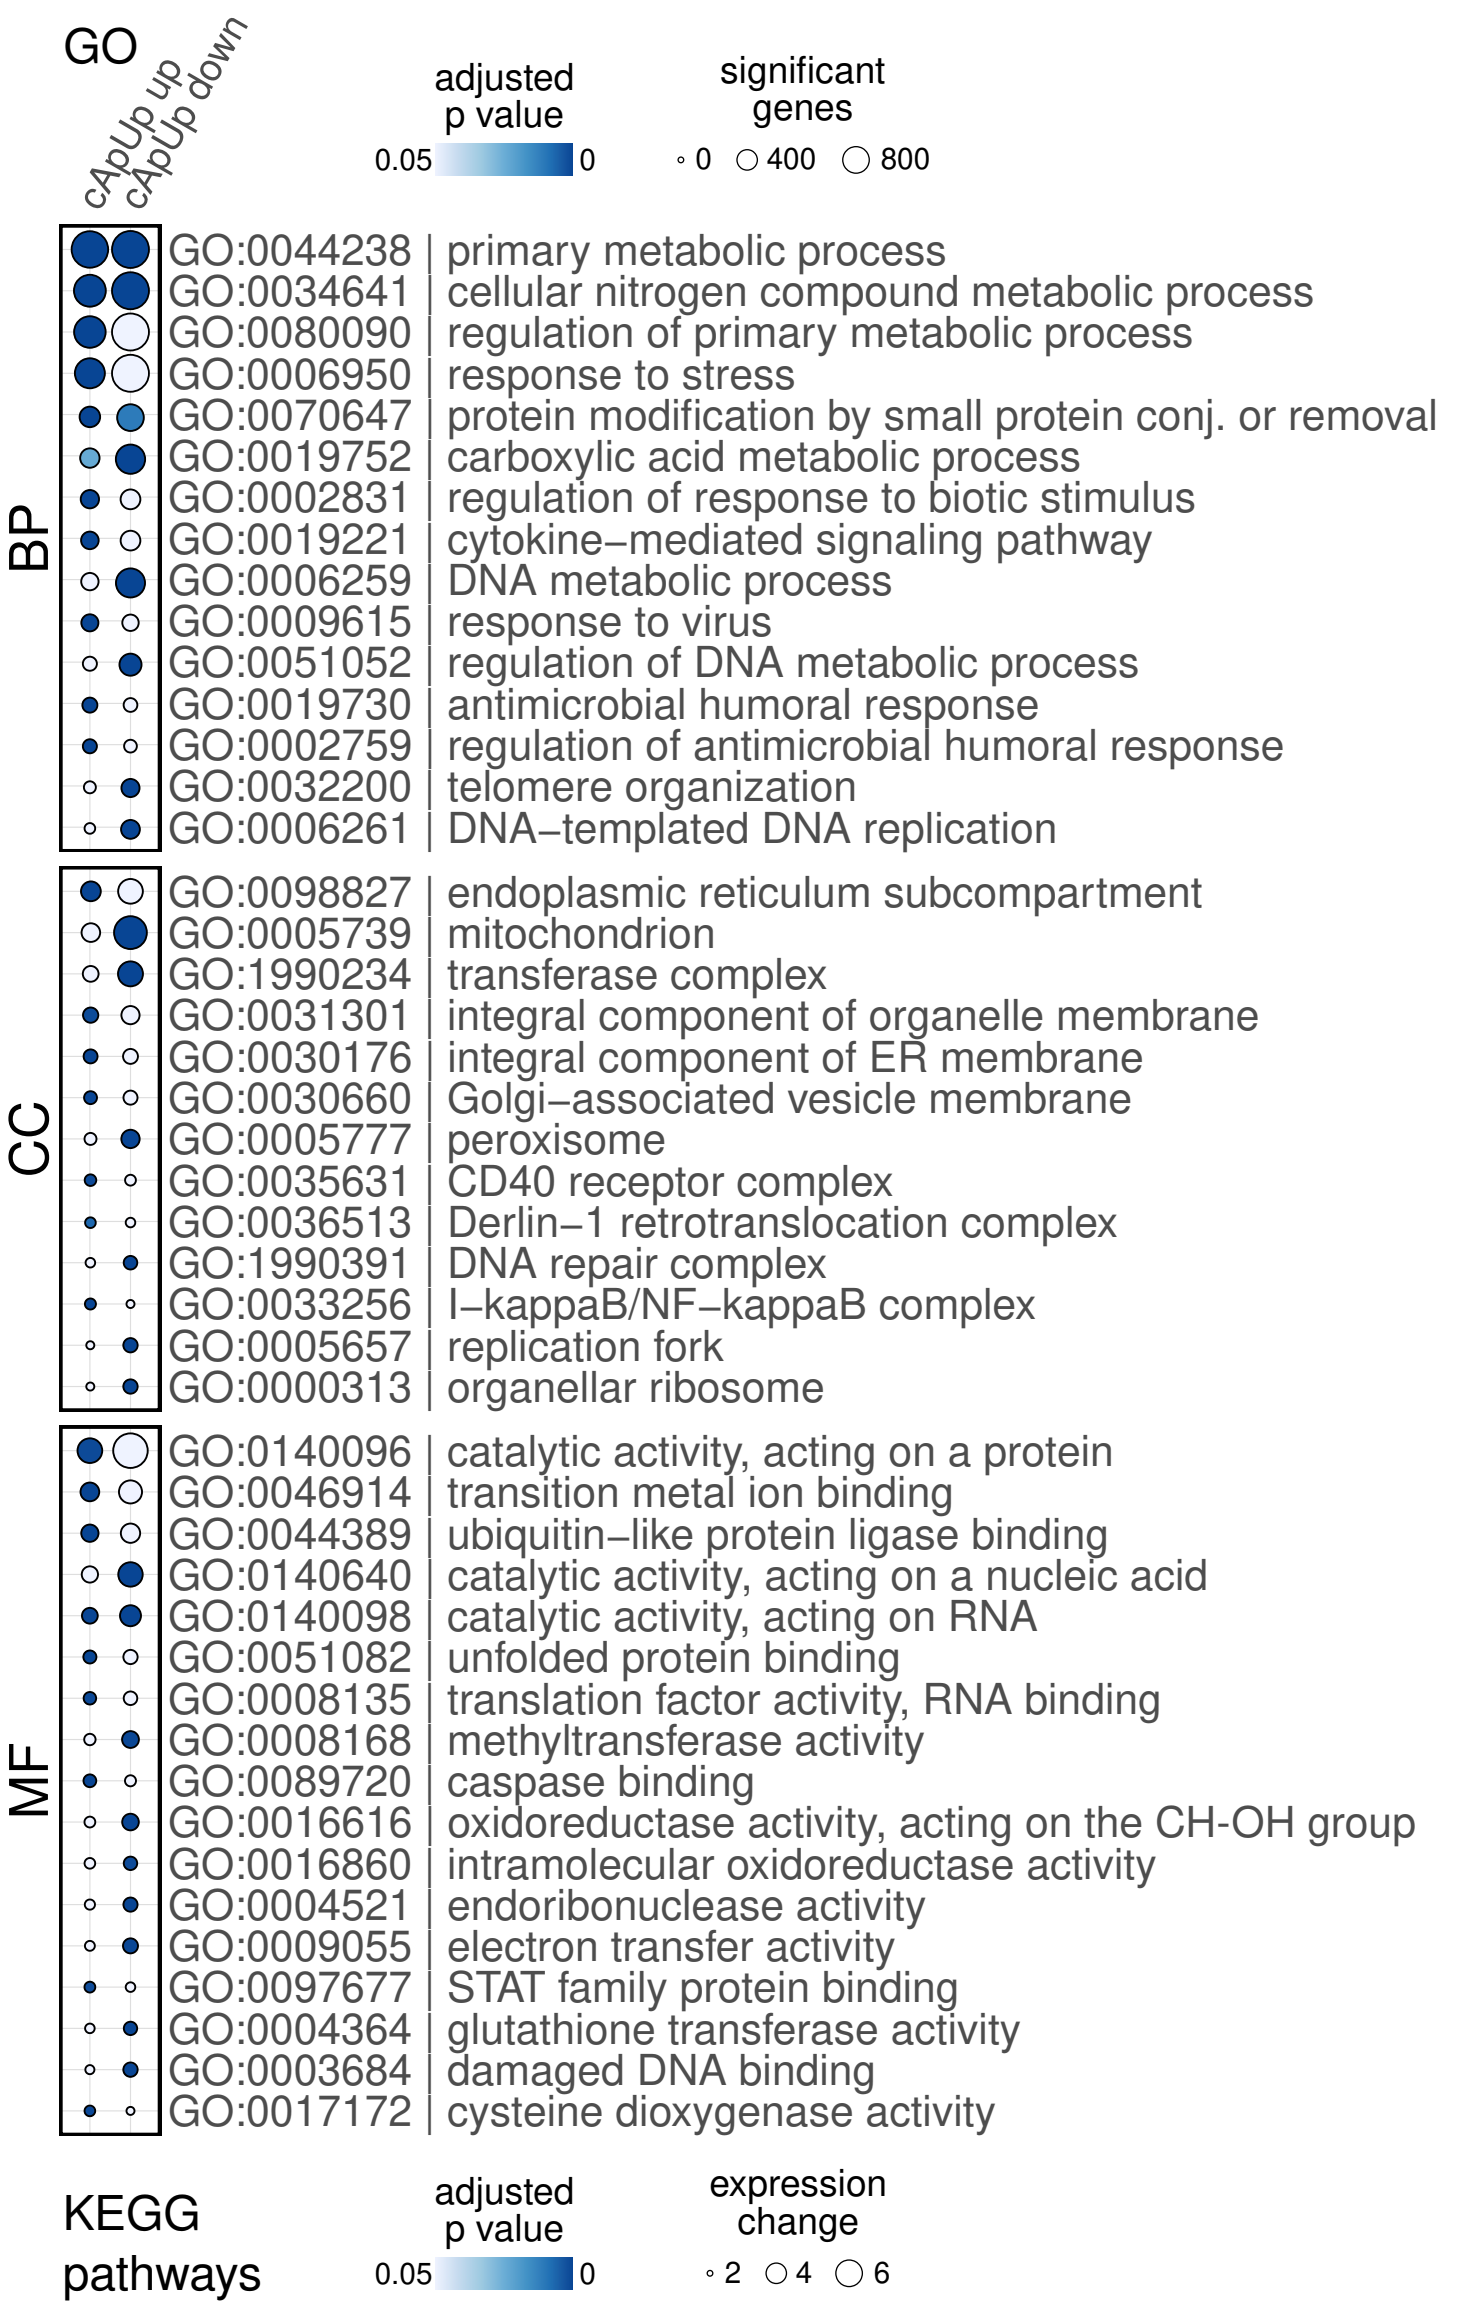 GO
cApUp up
cApUp down
adjusted
p value
0.05 0
significant
genes
0 400 800
BP
GO:0044238 | primary metabolic process
GO:0034641 | cellular nitrogen compound metabolic process
GO:0080090 | regulation of primary metabolic process
GO:0006950 | response to stress
GO:0070647 | protein modification by small protein conj. or removal
GO:0019752 | carboxylic acid metabolic process
GO:0002831 | regulation of response to biotic stimulus
GO:0019221 | cytokine−mediated signaling pathway
GO:0006259 | DNA metabolic process
GO:0009615 | response to virus
GO:0051052 | regulation of DNA metabolic process
GO:0019730 | antimicrobial humoral response
GO:0002759 | regulation of antimicrobial humoral response
GO:0032200 | telomere organization
GO:0006261 | DNA−templated DNA replication
CC
GO:0098827 | endoplasmic reticulum subcompartment
GO:0005739 | mitochondrion
GO:1990234 | transferase complex
GO:0031301 | integral component of organelle membrane
GO:0030176 | integral component of ER membrane
GO:0030660 | Golgi−associated vesicle membrane
GO:0005777 | peroxisome
GO:0035631 | CD40 receptor complex
GO:0036513 | Derlin−1 retrotranslocation complex
GO:1990391 | DNA repair complex
GO:0033256 | I−kappaB/NF−kappaB complex
GO:0005657 | replication fork
GO:0000313 | organellar ribosome
MF
GO:0140096 | catalytic activity, acting on a protein
GO:0046914 | transition metal ion binding
GO:0044389 | ubiquitin−like protein ligase binding
GO:0140640 | catalytic activity, acting on a nucleic acid
GO:0140098 | catalytic activity, acting on RNA
GO:0051082 | unfolded protein binding
GO:0008135 | translation factor activity, RNA binding
GO:0008168 | methyltransferase activity
GO:0089720 | caspase binding
GO:0016616 | oxidoreductase activity, acting on the CH-OH group
GO:0016860 | intramolecular oxidoreductase activity
GO:0004521 | endoribonuclease activity
GO:0009055 | electron transfer activity
GO:0097677 | STAT family protein binding
GO:0004364 | glutathione transferase activity
GO:0003684 | damaged DNA binding
GO:0017172 | cysteine dioxygenase activity
KEGG
pathways
adjusted
p value
0.05 0
expression
change
2 4 6